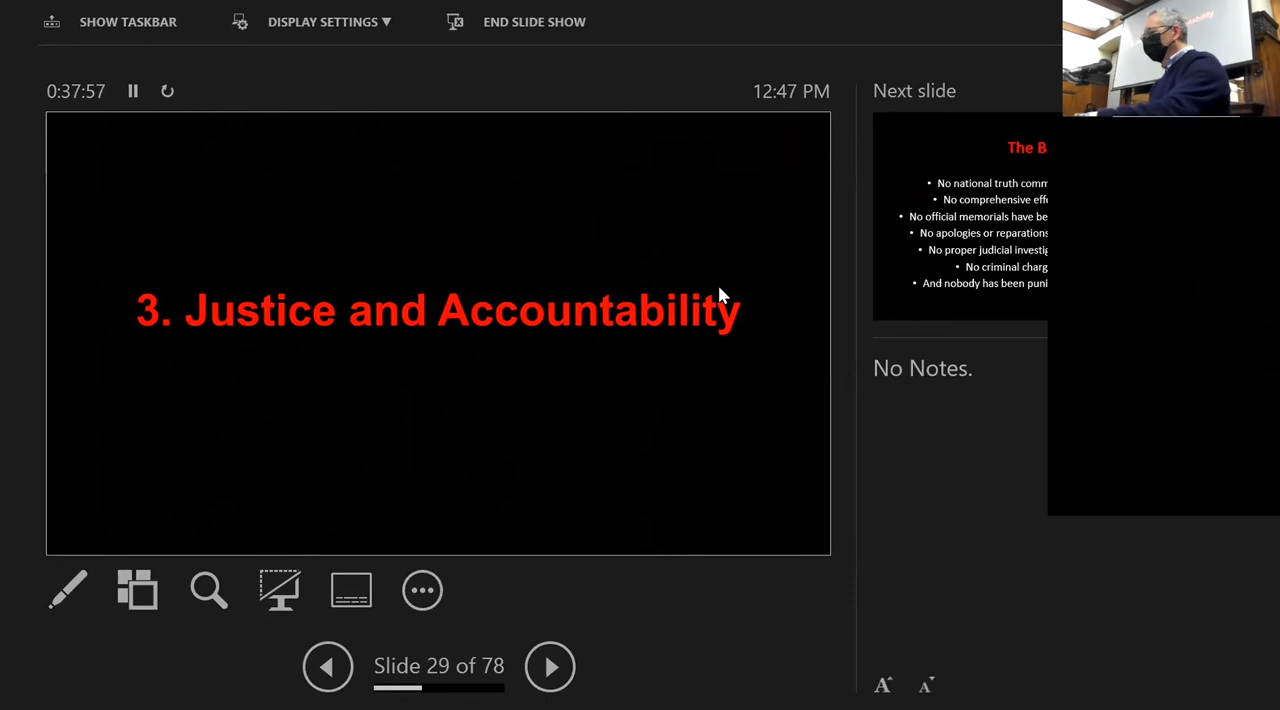 SHOW TASKBAR
DISPLAY SETTINGS ▼
END SLIDE SHOW
0:37:57
12:47 PM
Next slide
3. Justice and Accountability
The B
• No national truth comm
• No comprehensive effo
• No official memorials have be
• No apologies or reparations
• No proper judicial investig
• No criminal charg
• And nobody has been puni
No Notes.
Slide 29 of 78
A
A